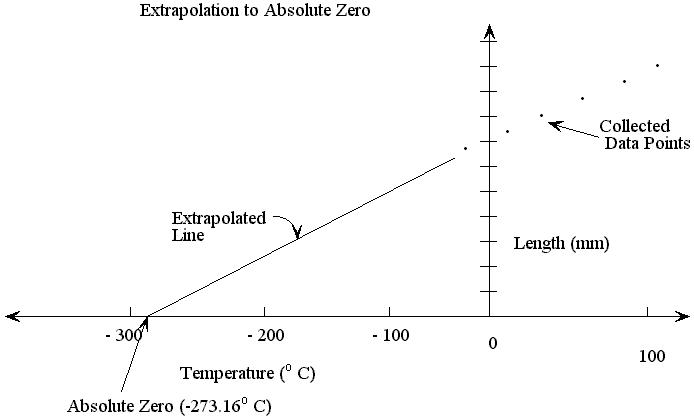 Extrapolation to Absolute Zero
Collected
Data Points
Extrapolated
Line
Length (mm)
- 300
- 200
- 100
0
100
Temperature (⁰ C)
Absolute Zero (-273.16⁰ C)